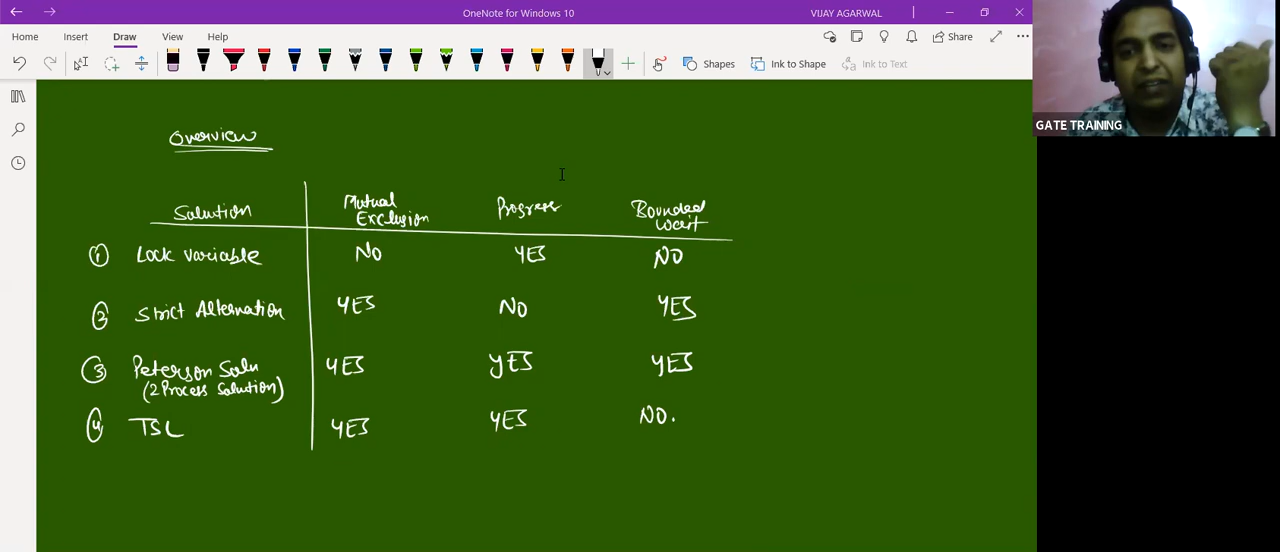 OneNote for Windows 10
VIJAY AGARWAL
Home Insert Draw View Help
Share
Shapes
Ink to Shape
Ink to Text
GATE TRAINING
Overview
Solution Mutual Exclusion Progress Bounded Wait
① Lock variable NO YES NO
② Strict Alternation YES NO YES
③ Peterson Soln YES YES YES
(2 Process Solution)
④ TSL YES YES NO.